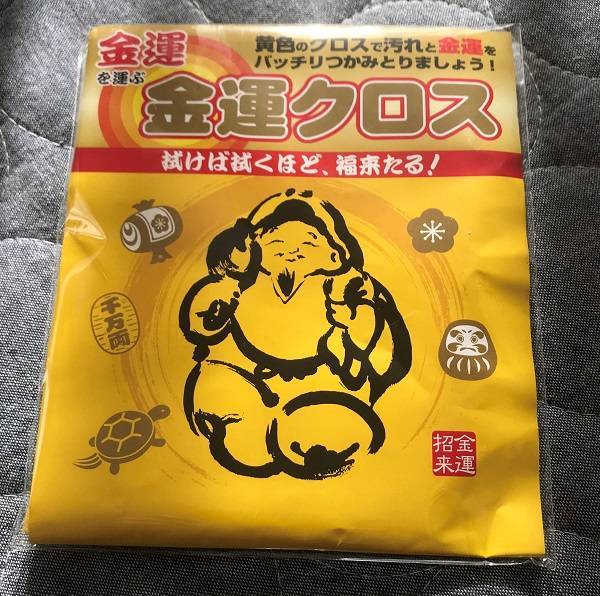 金運
を運ぶ
黄色のクロスで汚れと金運を
バッチリつかみとりましょう!
金運クロス
拭けば拭くほど、福来たる!
千万両
金運
招来